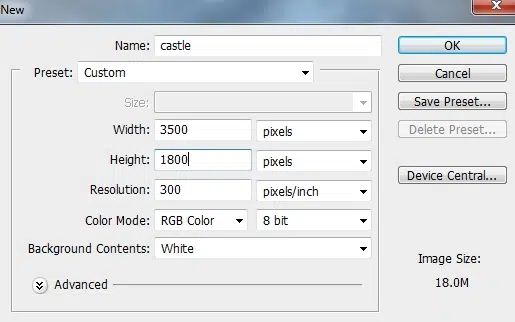 New
Name: castle
OK
Preset: Custom
Cancel
Size:
Save Preset...
Width: 3500 pixels
Delete Preset...
Height: 1800 pixels
Device Central...
Resolution: 300 pixels/inch
Color Mode: RGB Color 8 bit
Background Contents: White
Image Size:
18.0M
Advanced